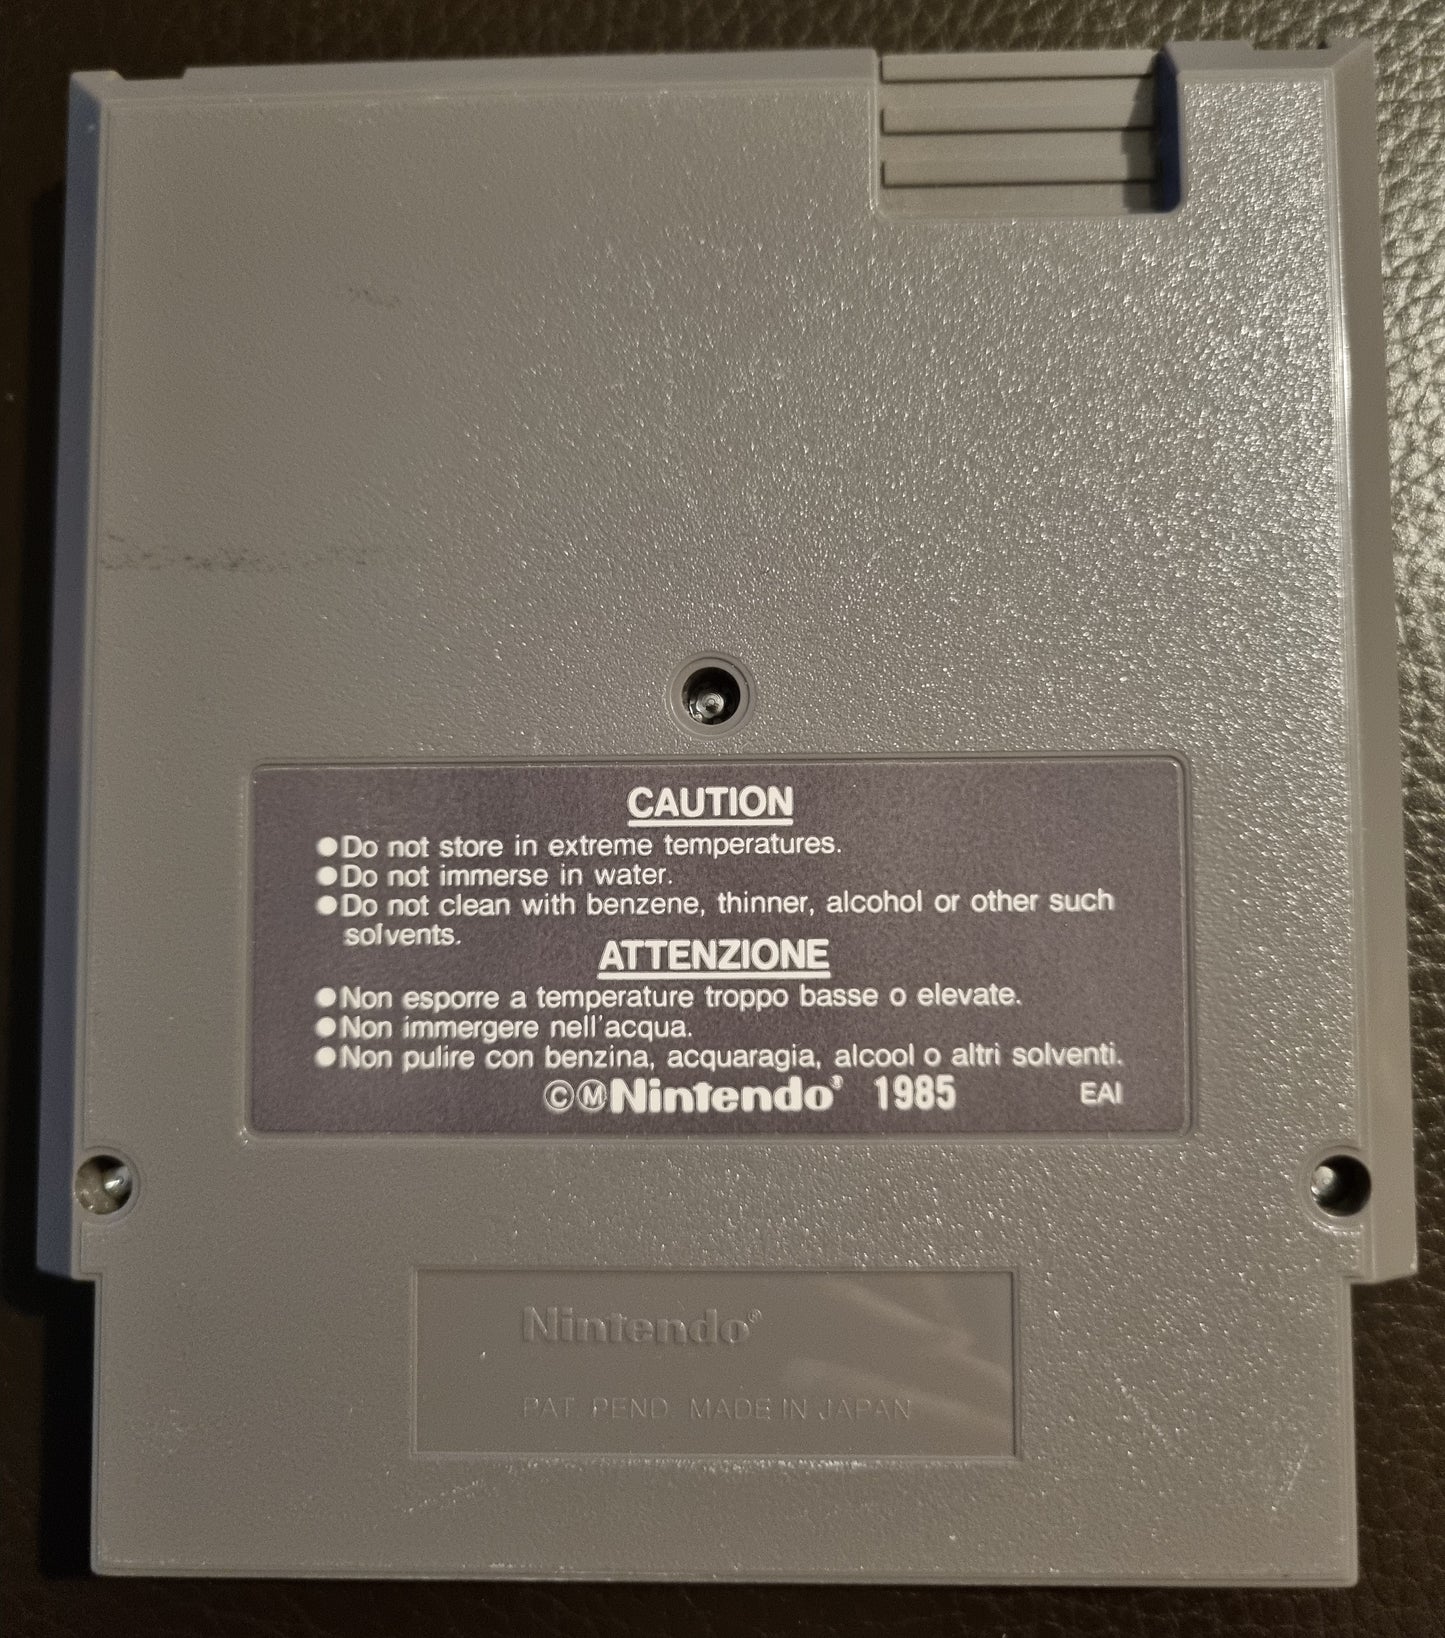 CAUTION
●Do not store in extreme temperatures.
●Do not immerse in water.
●Do not clean with benzene, thinner, alcohol or other such
solvents.
ATTENZIONE
●Non esporre a temperature troppo basse o elevate.
●Non immergere nell'acqua.
●Non pulire con benzina, acquaragia, alcool o altri solventi.
©ⓂNintendo® 1985 EAI
Nintendo®
PAT. PEND. MADE IN JAPAN